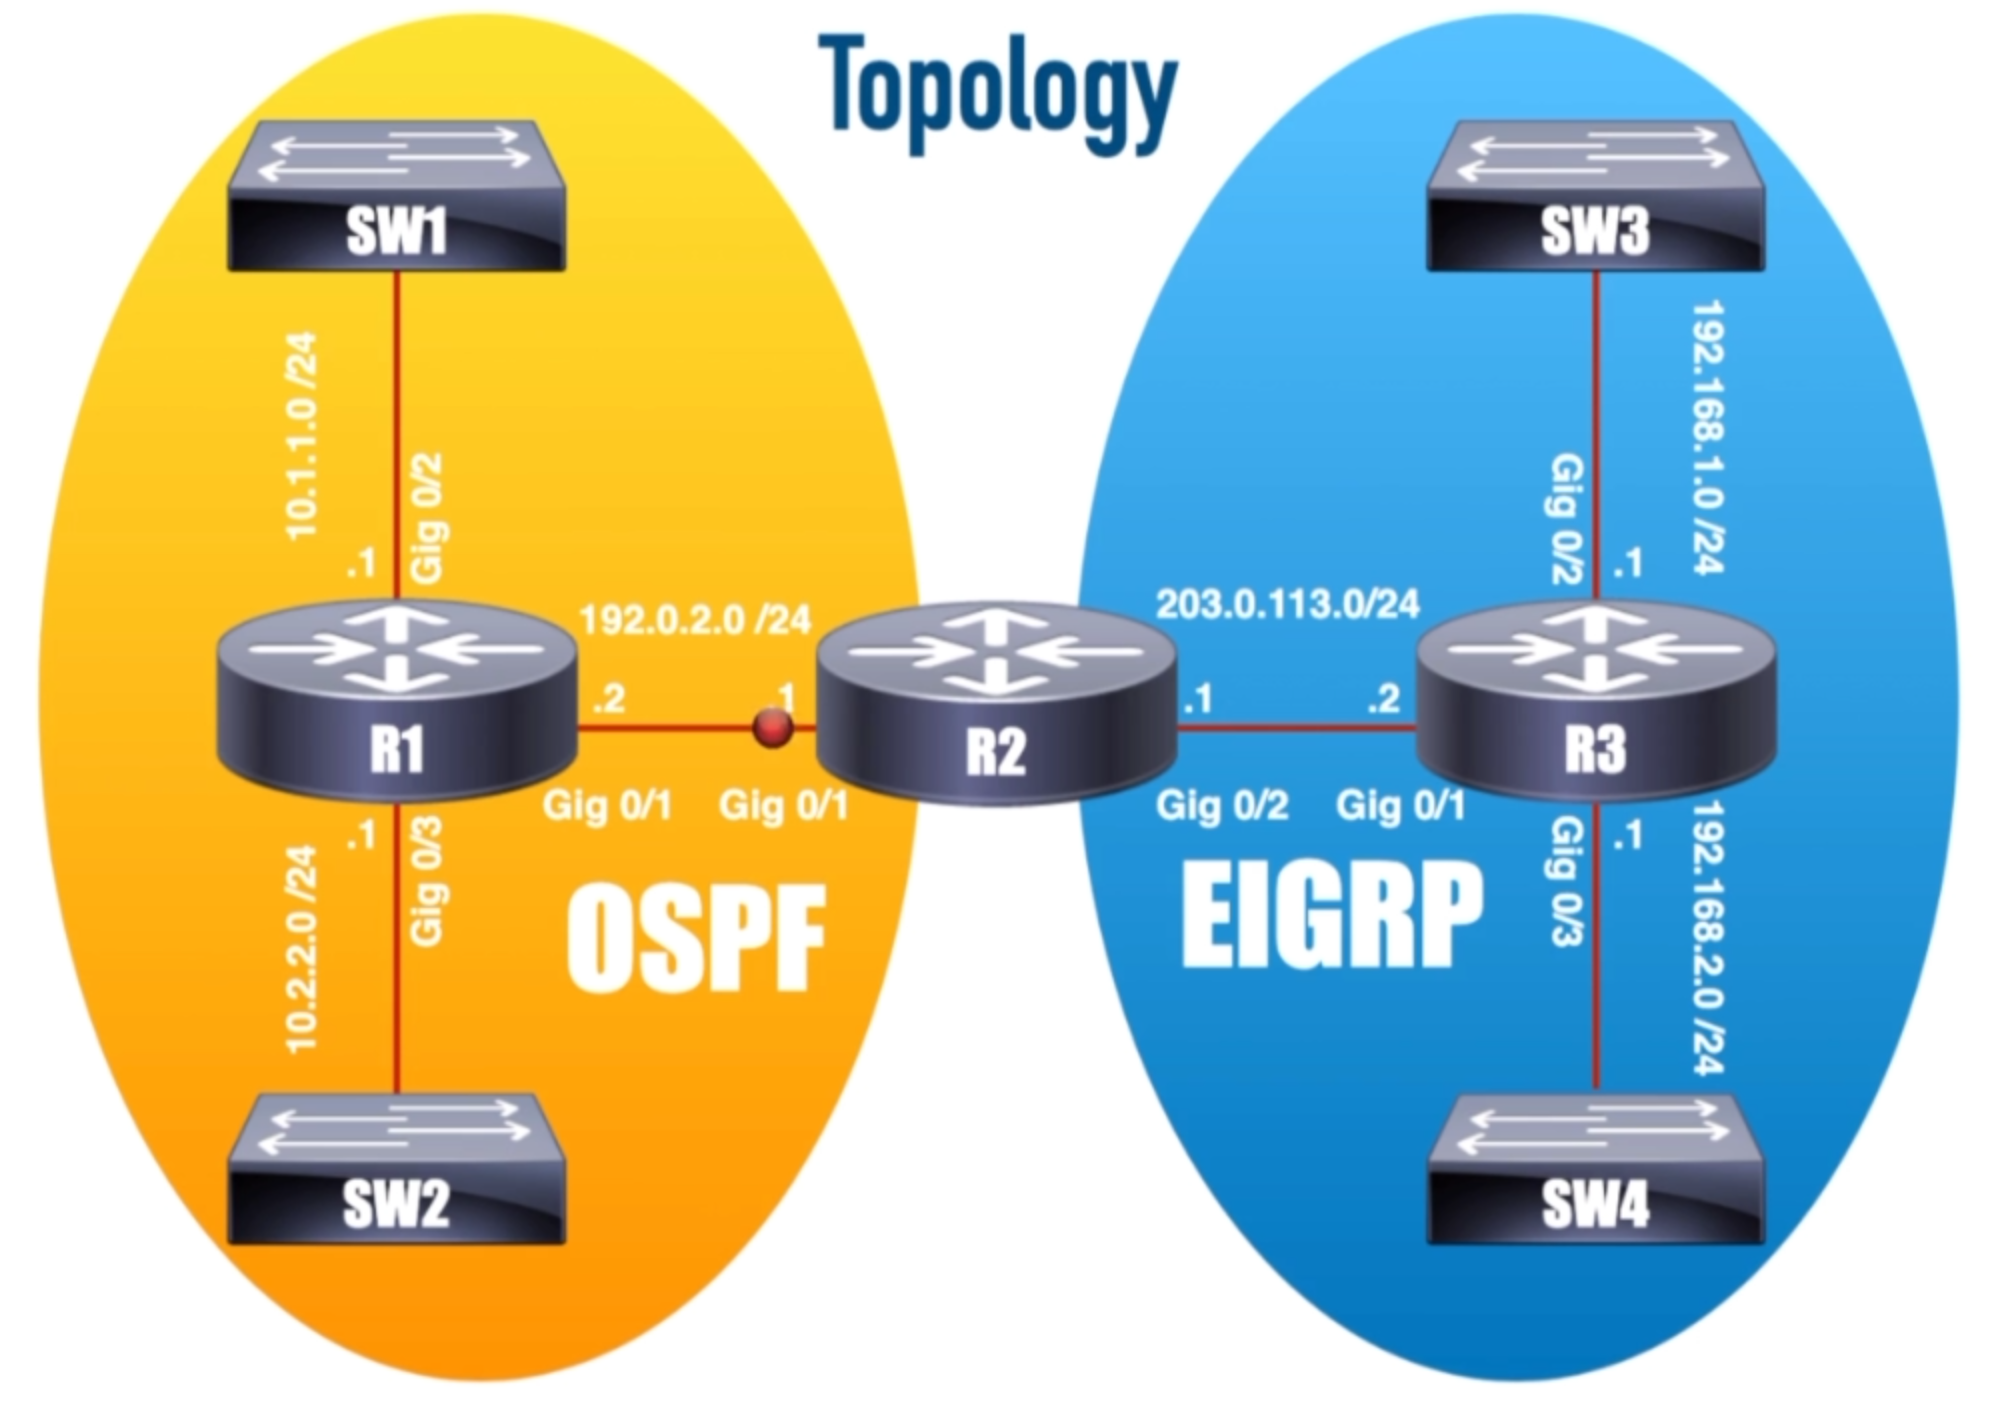 Topology
SW1
SW3
10.1.1.0 /24
Gig 0/2
.1
Gig 0/2
192.168.1.0 /24
.1
192.0.2.0 /24
203.0.113.0/24
.2
.1
.1
.2
R1
R2
R3
Gig 0/1
Gig 0/1
Gig 0/2
Gig 0/1
.1
Gig 0/3
10.2.2.0 /24
OSPF
EIGRP
Gig 0/3
.1
192.168.2.0 /24
SW2
SW4